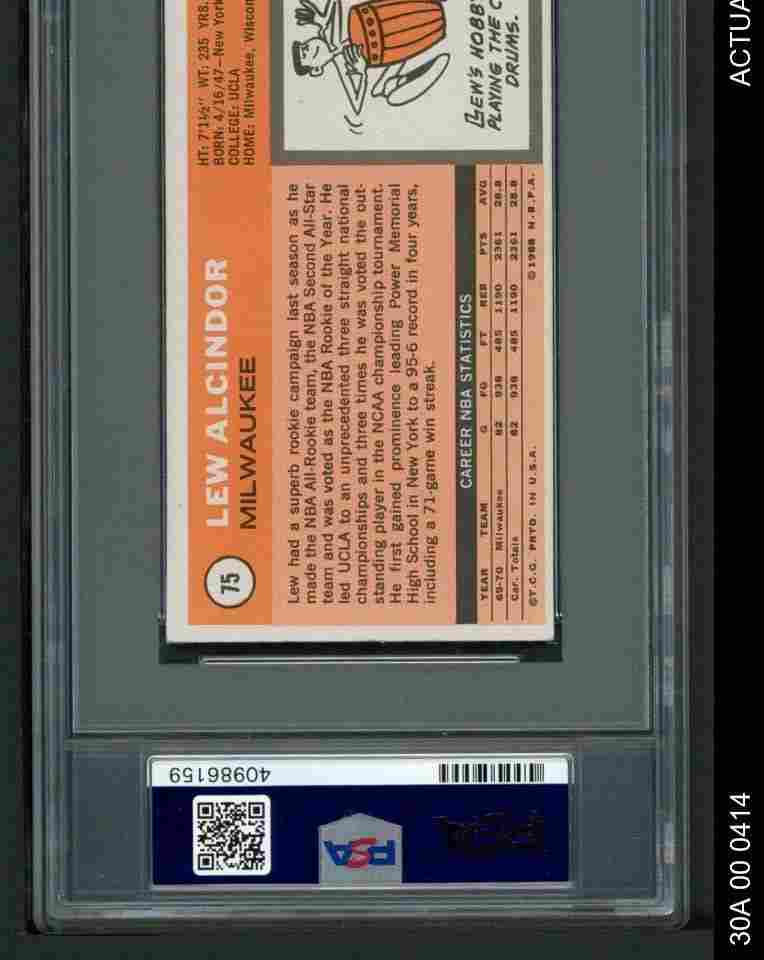 75
LEW ALCINDOR
MILWAUKEE
HT: 7'1½" WT: 235 YRS.
BORN: 4/16/47—New York
COLLEGE: UCLA
HOME: Milwaukee, Wiscon
Lew had a superb rookie campaign last season as he
made the NBA All-Rookie team, the NBA Second All-Star
team and was voted as the NBA Rookie of the Year. He
led UCLA to an unprecedented three straight national
championships and three times he was voted the out-
standing player in the NCAA championship tournament.
He first gained prominence leading Power Memorial
High School in New York to a 95-6 record in four years,
including a 71-game win streak.
LEW'S HOBB
PLAYING THE C
DRUMS.
CAREER NBA STATISTICS
YEAR TEAM G FG FT REB PTS AVG
69-70 Milwaukee 82 938 485 1190 2361 28.8
Car. Totals 82 938 485 1190 2361 28.8
©T.C.G. PRTD. IN U.S.A. ©1968 N.B.P.A.
40986159
PSA
30A 00 0414
ACTUA